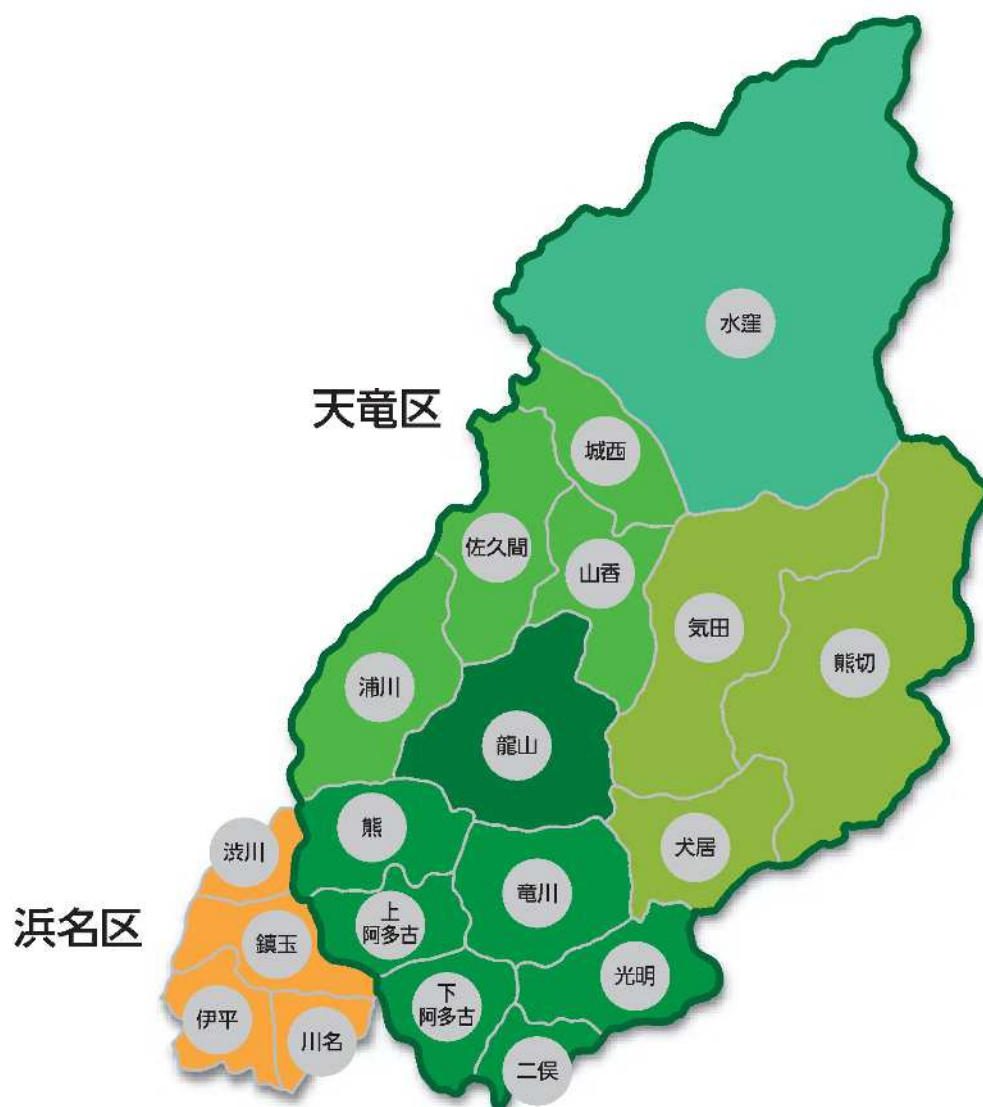 水窪
天竜区
城西
佐久間
山香
気田
熊切
浦川
龍山
熊
犬居
渋川
竜川
上
阿多古
浜名区
鎮玉
光明
下
阿多古
伊平
川名
二俣